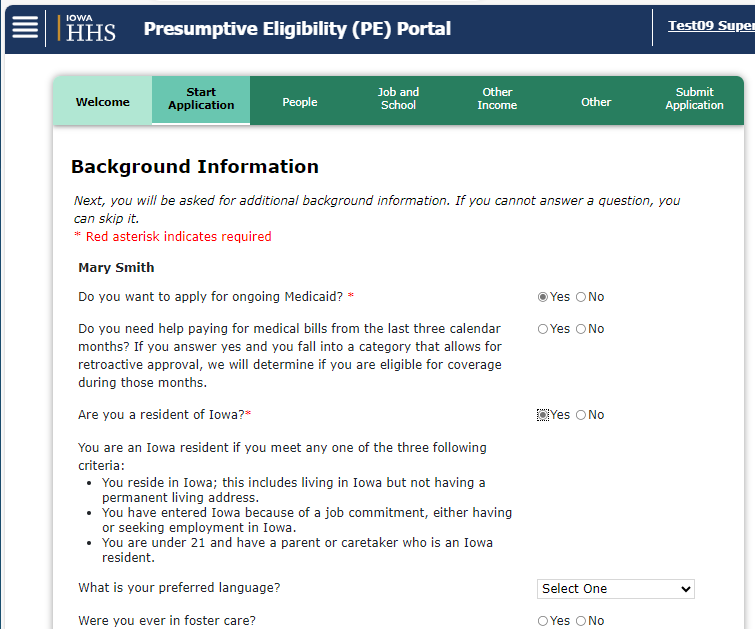 IOWA
HHS
Presumptive Eligibility (PE) Portal
Test09 Super
Welcome
Start
Application
People
Job and
School
Other
Income
Other
Submit
Application
Background Information
Next, you will be asked for additional background information. If you cannot answer a question, you
can skip it.
* Red asterisk indicates required
Mary Smith
Do you want to apply for ongoing Medicaid? *
Yes No
Do you need help paying for medical bills from the last three calendar
months? If you answer yes and you fall into a category that allows for
retroactive approval, we will determine if you are eligible for coverage
during those months.
Yes No
Are you a resident of Iowa?*
Yes No
You are an Iowa resident if you meet any one of the three following
criteria:
• You reside in Iowa; this includes living in Iowa but not having a
permanent living address.
• You have entered Iowa because of a job commitment, either having
or seeking employment in Iowa.
• You are under 21 and have a parent or caretaker who is an Iowa
resident.
What is your preferred language?
Select One
Were you ever in foster care?
Yes No